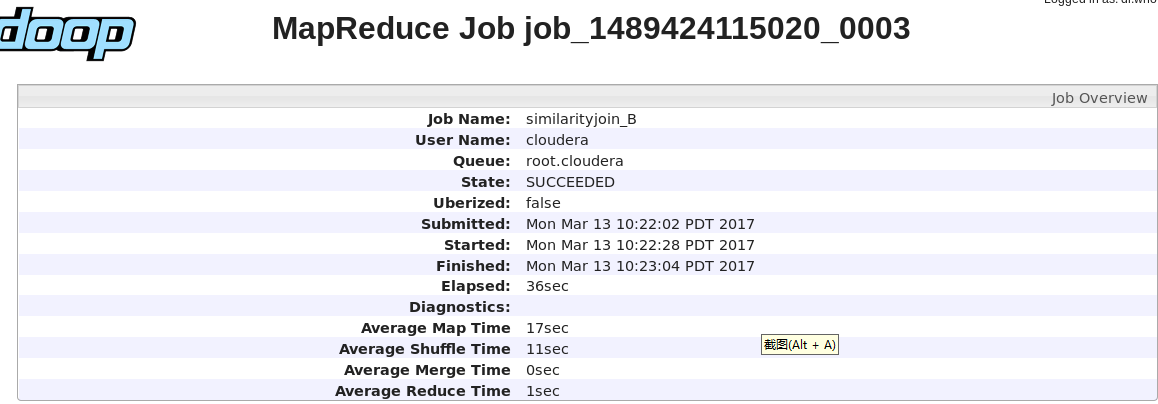 Logged in as: dr.who
doop
MapReduce Job job_1489424115020_0003
Job Overview
Job Name: similarityjoin_B
User Name: cloudera
Queue: root.cloudera
State: SUCCEEDED
Uberized: false
Submitted: Mon Mar 13 10:22:02 PDT 2017
Started: Mon Mar 13 10:22:28 PDT 2017
Finished: Mon Mar 13 10:23:04 PDT 2017
Elapsed: 36sec
Diagnostics:
Average Map Time 17sec
截图(Alt + A)
Average Shuffle Time 11sec
Average Merge Time 0sec
Average Reduce Time 1sec